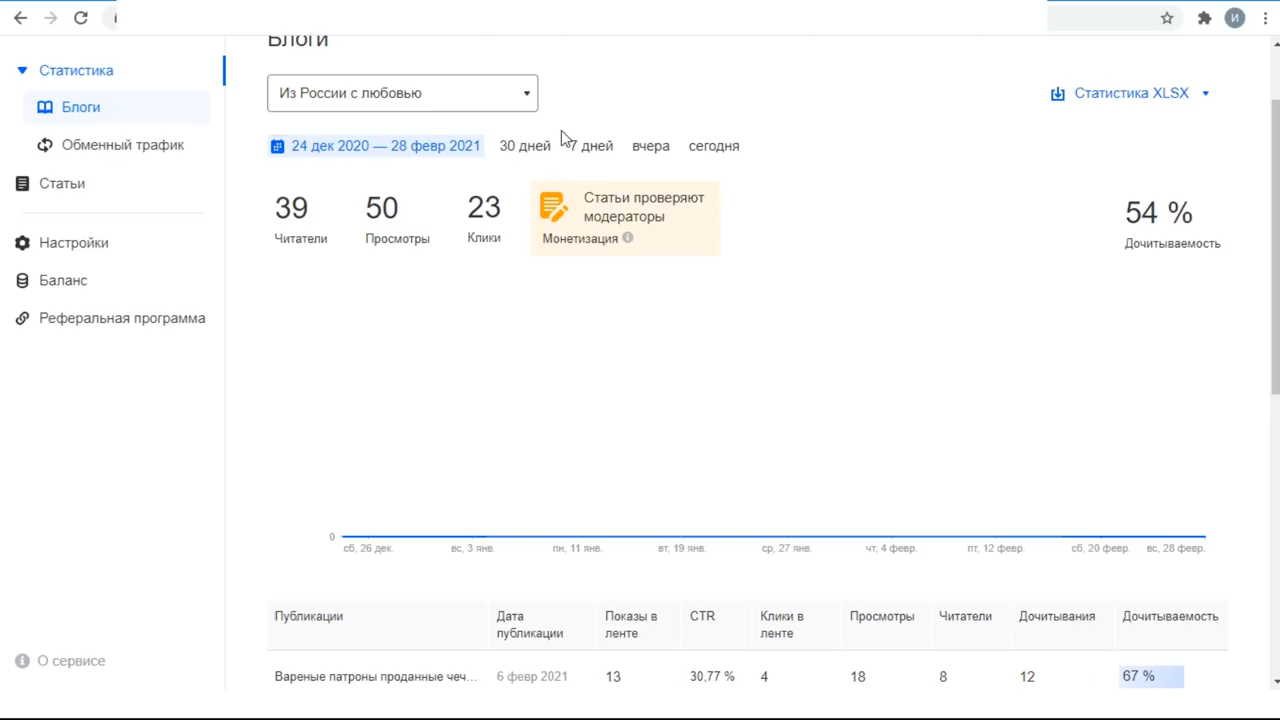 И
Блоги
Статистика
Блоги
Обменный трафик
Статьи
Настройки
Баланс
Реферальная программа
О сервисе
Из России с любовью
Статистика XLSX
24 дек 2020 — 28 февр 2021 30 дней 7 дней вчера сегодня
39
Читатели
50
Просмотры
23
Клики
Статьи проверяют
модераторы
Монетизация
54 %
Дочитываемость
0
сб, 26 дек. вс, 3 янв. пн, 11 янв. вт, 19 янв. ср, 27 янв. чт, 4 февр. пт, 12 февр. сб, 20 февр. вс, 28 февр.
Публикации
Дата
публикации
Показы в
ленте
CTR
Клики в
ленте
Просмотры
Читатели
Дочитывания
Дочитываемость
Вареные патроны проданные чеч... 6 февр 2021 13 30,77 % 4 18 8 12 67 %